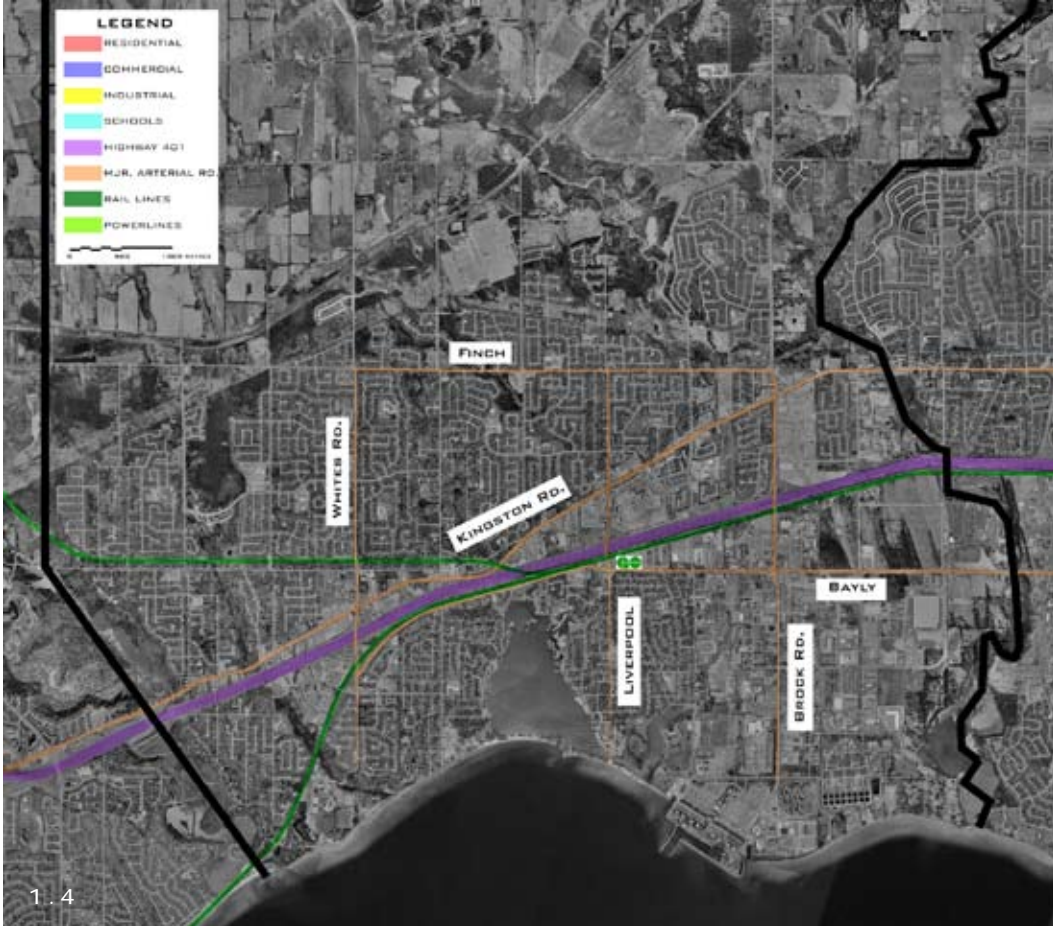 LEGEND
RESIDENTIAL
COMMERCIAL
INDUSTRIAL
SCHOOLS
HIGHWAY 401
MJR. ARTERIAL RD.
RAIL LINES
POWERLINES
0
FINCH
WHITES RD.
KINGSTON RD.
BAYLY
LIVERPOOL
BROCK RD.
1.4